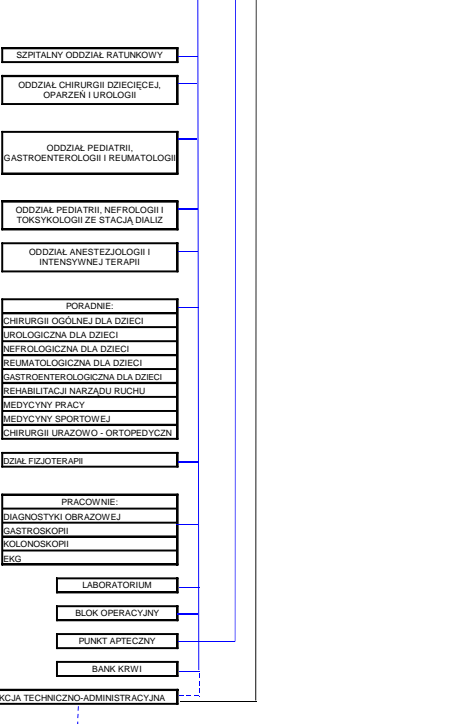 SZPITALNY ODDZIAŁ RATUNKOWY
ODDZIAŁ CHIRURGII DZIECIĘCEJ,
OPARZEŃ I UROLOGII
ODDZIAŁ PEDIATRII,
GASTROENTEROLOGII I REUMATOLOGII
ODDZIAŁ PEDIATRII, NEFROLOGII I
TOKSYKOLOGII ZE STACJĄ DIALIZ
ODDZIAŁ ANESTEZJOLOGII I
INTENSYWNEJ TERAPII
PORADNIE:
CHIRURGII OGÓLNEJ DLA DZIECI
UROLOGICZNA DLA DZIECI
NEFROLOGICZNA DLA DZIECI
REUMATOLOGICZNA DLA DZIECI
GASTROENTEROLOGICZNA DLA DZIECI
REHABILITACJI NARZĄDU RUCHU
MEDYCYNY PRACY
MEDYCYNY SPORTOWEJ
CHIRURGII URAZOWO - ORTOPEDYCZN
DZIAŁ FIZJOTERAPII
PRACOWNIE:
DIAGNOSTYKI OBRAZOWEJ
GASTROSKOPII
KOLONOSKOPII
EKG
LABORATORIUM
BLOK OPERACYJNY
PUNKT APTECZNY
BANK KRWI
KCJA TECHNICZNO-ADMINISTRACYJNA